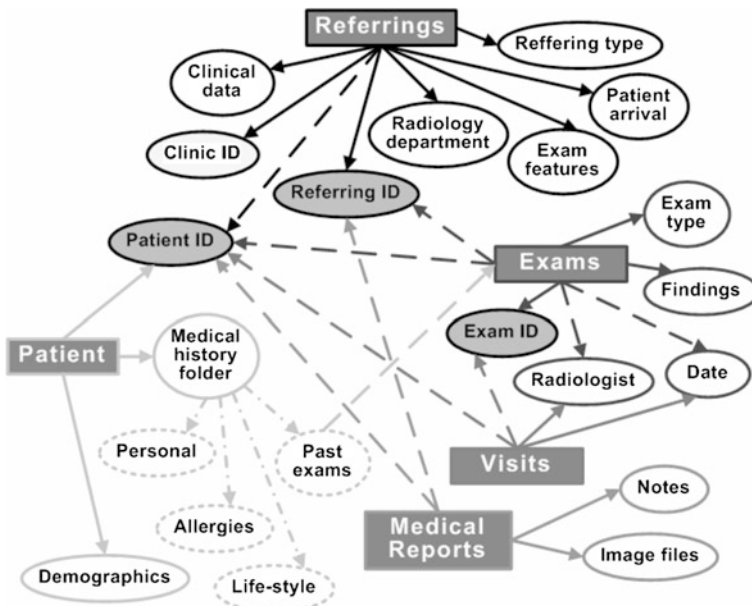 Referrings
Reffering type
Clinical
data
Patient
arrival
Radiology
department
Clinic ID
Exam
features
Referring ID
Exam
type
Patient ID
Exams
Findings
Exam ID
Patient
Medical
history
folder
Radiologist
Date
Personal
Past
exams
Visits
Notes
Allergies
Medical
Reports
Image files
Demographics
Life-style